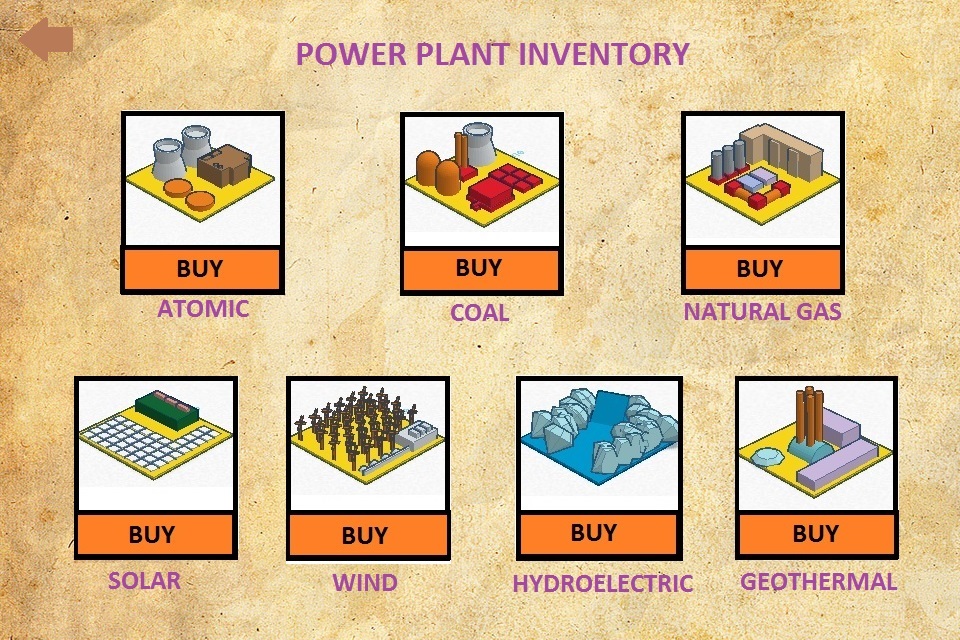 POWER PLANT INVENTORY
BUY
BUY
BUY
ATOMIC
COAL
NATURAL GAS
BUY
BUY
BUY
BUY
SOLAR
WIND
HYDROELECTRIC
GEOTHERMAL